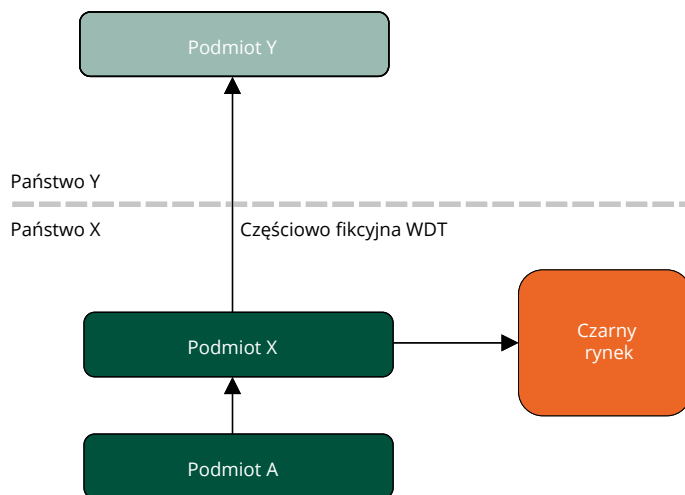 Podmiot Y
Państwo Y
Państwo X
Częściowo fikcyjna WDT
Podmiot X
Czarny
rynek
Podmiot A